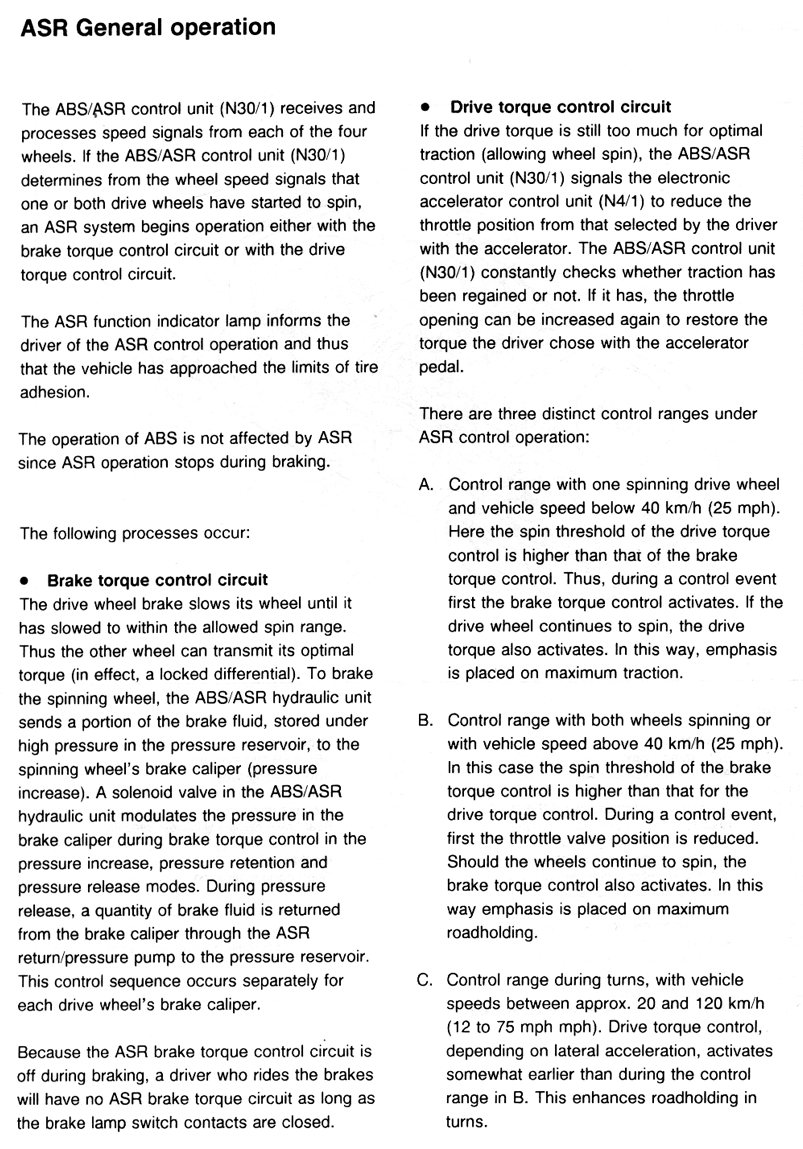 ASR General operation
The ABS/ASR control unit (N30/1) receives and
processes speed signals from each of the four
wheels. If the ABS/ASR control unit (N30/1)
determines from the wheel speed signals that
one or both drive wheels have started to spin,
an ASR system begins operation either with the
brake torque control circuit or with the drive
torque control circuit.
The ASR function indicator lamp informs the
driver of the ASR control operation and thus
that the vehicle has approached the limits of tire
adhesion.
The operation of ABS is not affected by ASR
since ASR operation stops during braking.
The following processes occur:
• Brake torque control circuit
The drive wheel brake slows its wheel until it
has slowed to within the allowed spin range.
Thus the other wheel can transmit its optimal
torque (in effect, a locked differential). To brake
the spinning wheel, the ABS/ASR hydraulic unit
sends a portion of the brake fluid, stored under
high pressure in the pressure reservoir, to the
spinning wheel's brake caliper (pressure
increase). A solenoid valve in the ABS/ASR
hydraulic unit modulates the pressure in the
brake caliper during brake torque control in the
pressure increase, pressure retention and
pressure release modes. During pressure
release, a quantity of brake fluid is returned
from the brake caliper through the ASR
return/pressure pump to the pressure reservoir.
This control sequence occurs separately for
each drive wheel's brake caliper.
Because the ASR brake torque control circuit is
off during braking, a driver who rides the brakes
will have no ASR brake torque circuit as long as
the brake lamp switch contacts are closed.
• Drive torque control circuit
If the drive torque is still too much for optimal
traction (allowing wheel spin), the ABS/ASR
control unit (N30/1) signals the electronic
accelerator control unit (N4/1) to reduce the
throttle position from that selected by the driver
with the accelerator. The ABS/ASR control unit
(N30/1) constantly checks whether traction has
been regained or not. If it has, the throttle
opening can be increased again to restore the
torque the driver chose with the accelerator
pedal.
There are three distinct control ranges under
ASR control operation:
A. Control range with one spinning drive wheel
and vehicle speed below 40 km/h (25 mph).
Here the spin threshold of the drive torque
control is higher than that of the brake
torque control. Thus, during a control event
first the brake torque control activates. If the
drive wheel continues to spin, the drive
torque also activates. In this way, emphasis
is placed on maximum traction.
B. Control range with both wheels spinning or
with vehicle speed above 40 km/h (25 mph).
In this case the spin threshold of the brake
torque control is higher than that for the
drive torque control. During a control event,
first the throttle valve position is reduced.
Should the wheels continue to spin, the
brake torque control also activates. In this
way emphasis is placed on maximum
roadholding.
C. Control range during turns, with vehicle
speeds between approx. 20 and 120 km/h
(12 to 75 mph mph). Drive torque control,
depending on lateral acceleration, activates
somewhat earlier than during the control
range in B. This enhances roadholding in
turns.